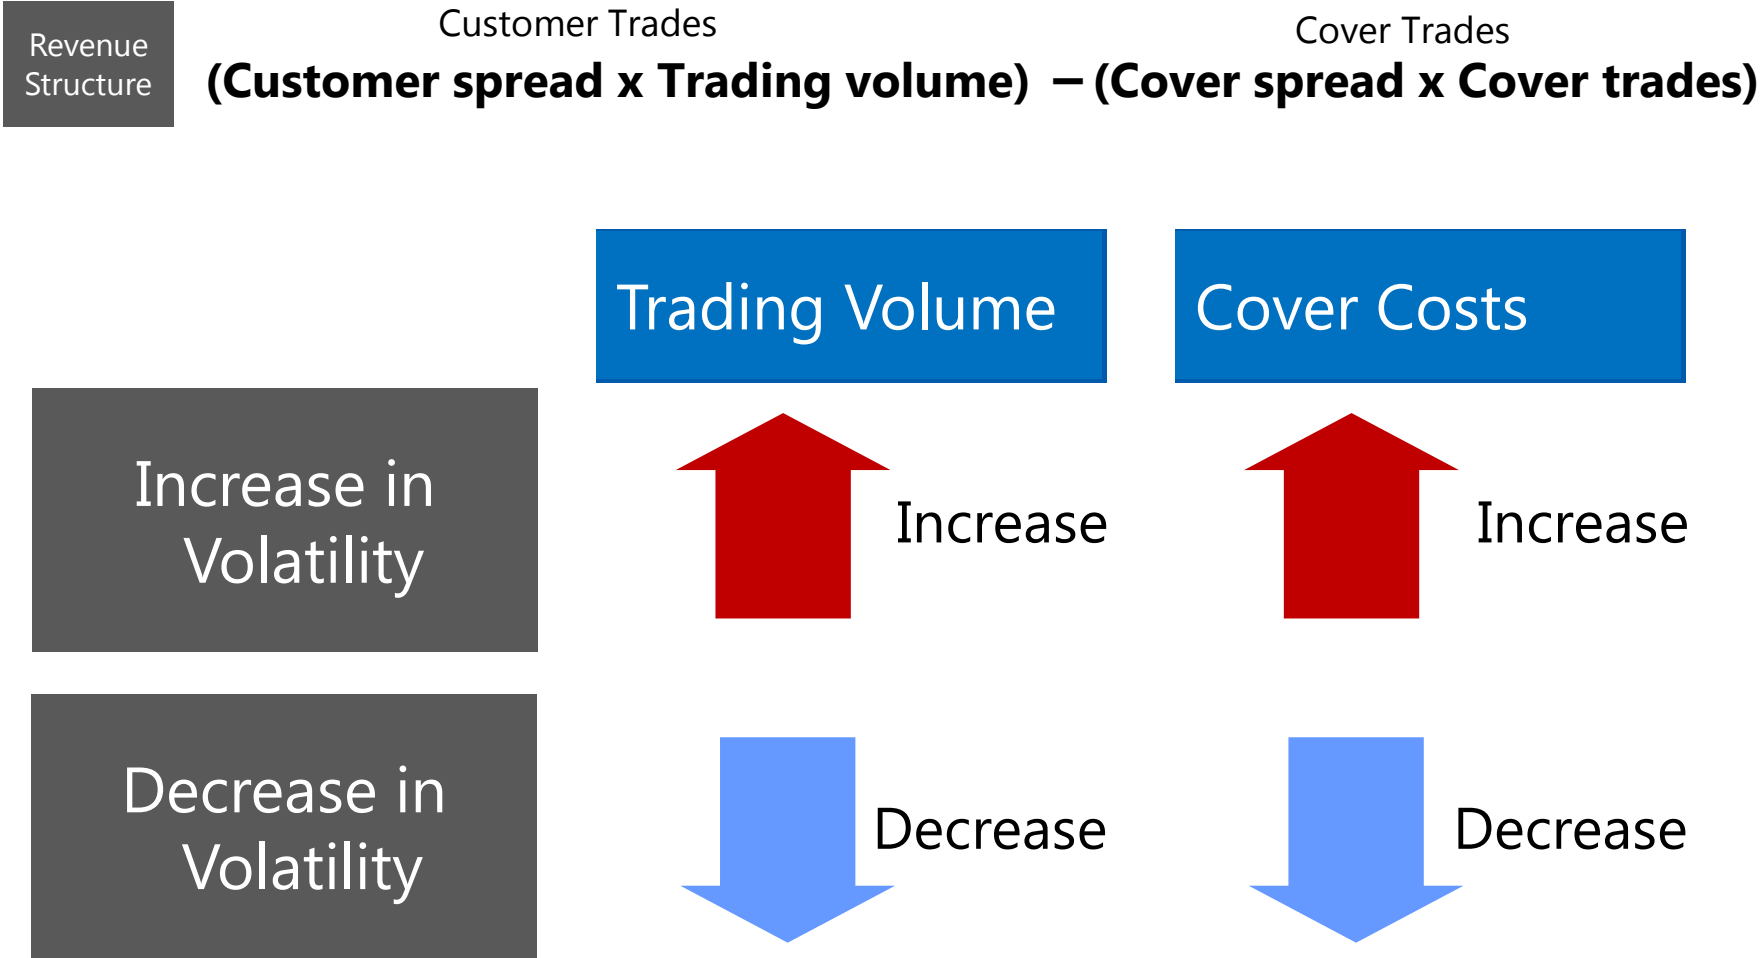 Revenue
Structure
Customer Trades
Cover Trades
(Customer spread x Trading volume) – (Cover spread x Cover trades)
Trading Volume
Cover Costs
Increase in
Volatility
Increase
Increase
Decrease in
Volatility
Decrease
Decrease